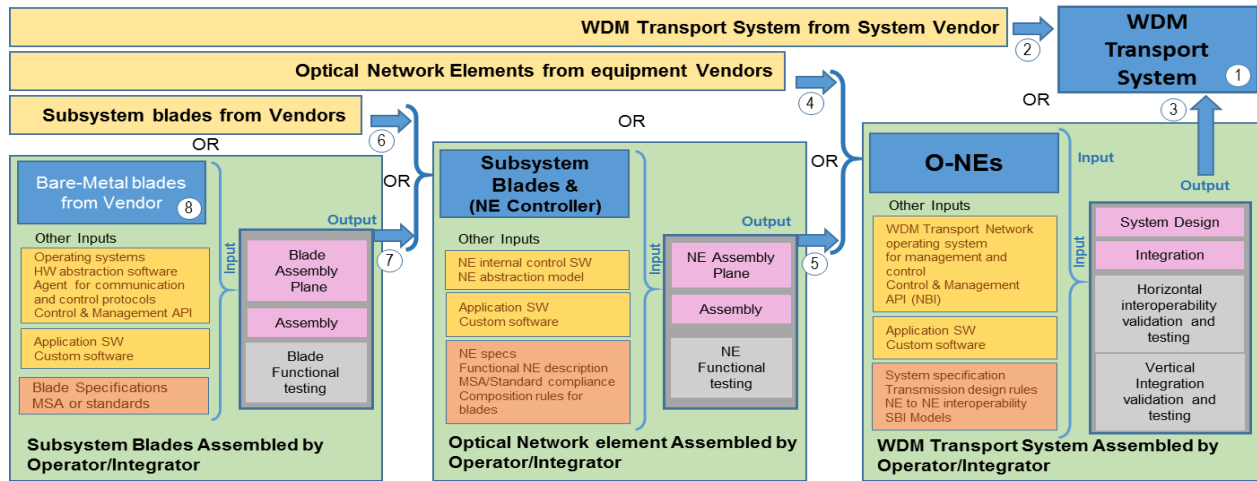 WDM Transport System from System Vendor
2
WDM
Transport
System
1
Optical Network Elements from equipment Vendors
4
OR
3
Subsystem blades from Vendors
6
OR
OR
Bare-Metal blades
from Vendor
8
Other Inputs
Operating systems
HW abstraction software
Agent for communication
and control protocols
Control & Management API
Application SW
Custom software
Blade Specifications
MSA or standards
Input
Blade
Assembly
Plane
Assembly
Blade
Functional
testing
Output
7
OR
Subsystem Blades Assembled by
Operator/Integrator
Subsystem
Blades &
(NE Controller)
Other Inputs
NE internal control SW
NE abstraction model
Application SW
Custom software
NE specs
Functional NE description
MSA/Standard compliance
Composition rules for
blades
Input
NE Assembly
Plane
Assembly
NE
Functional
testing
Output
5
OR
Optical Network element Assembled by
Operator/Integrator
O-NEs
Other Inputs
WDM Transport Network
operating system
for management and
control
Control & Management
API (NBI)
Application SW
Custom software
System specification
Transmission design rules
NE to NE interoperability
SBI Models
Input
Input
Output
System Design
Integration
Horizontal
interoperability
validation and
testing
Vertical
Integration
validation and
testing
WDM Transport System Assembled by
Operator/Integrator